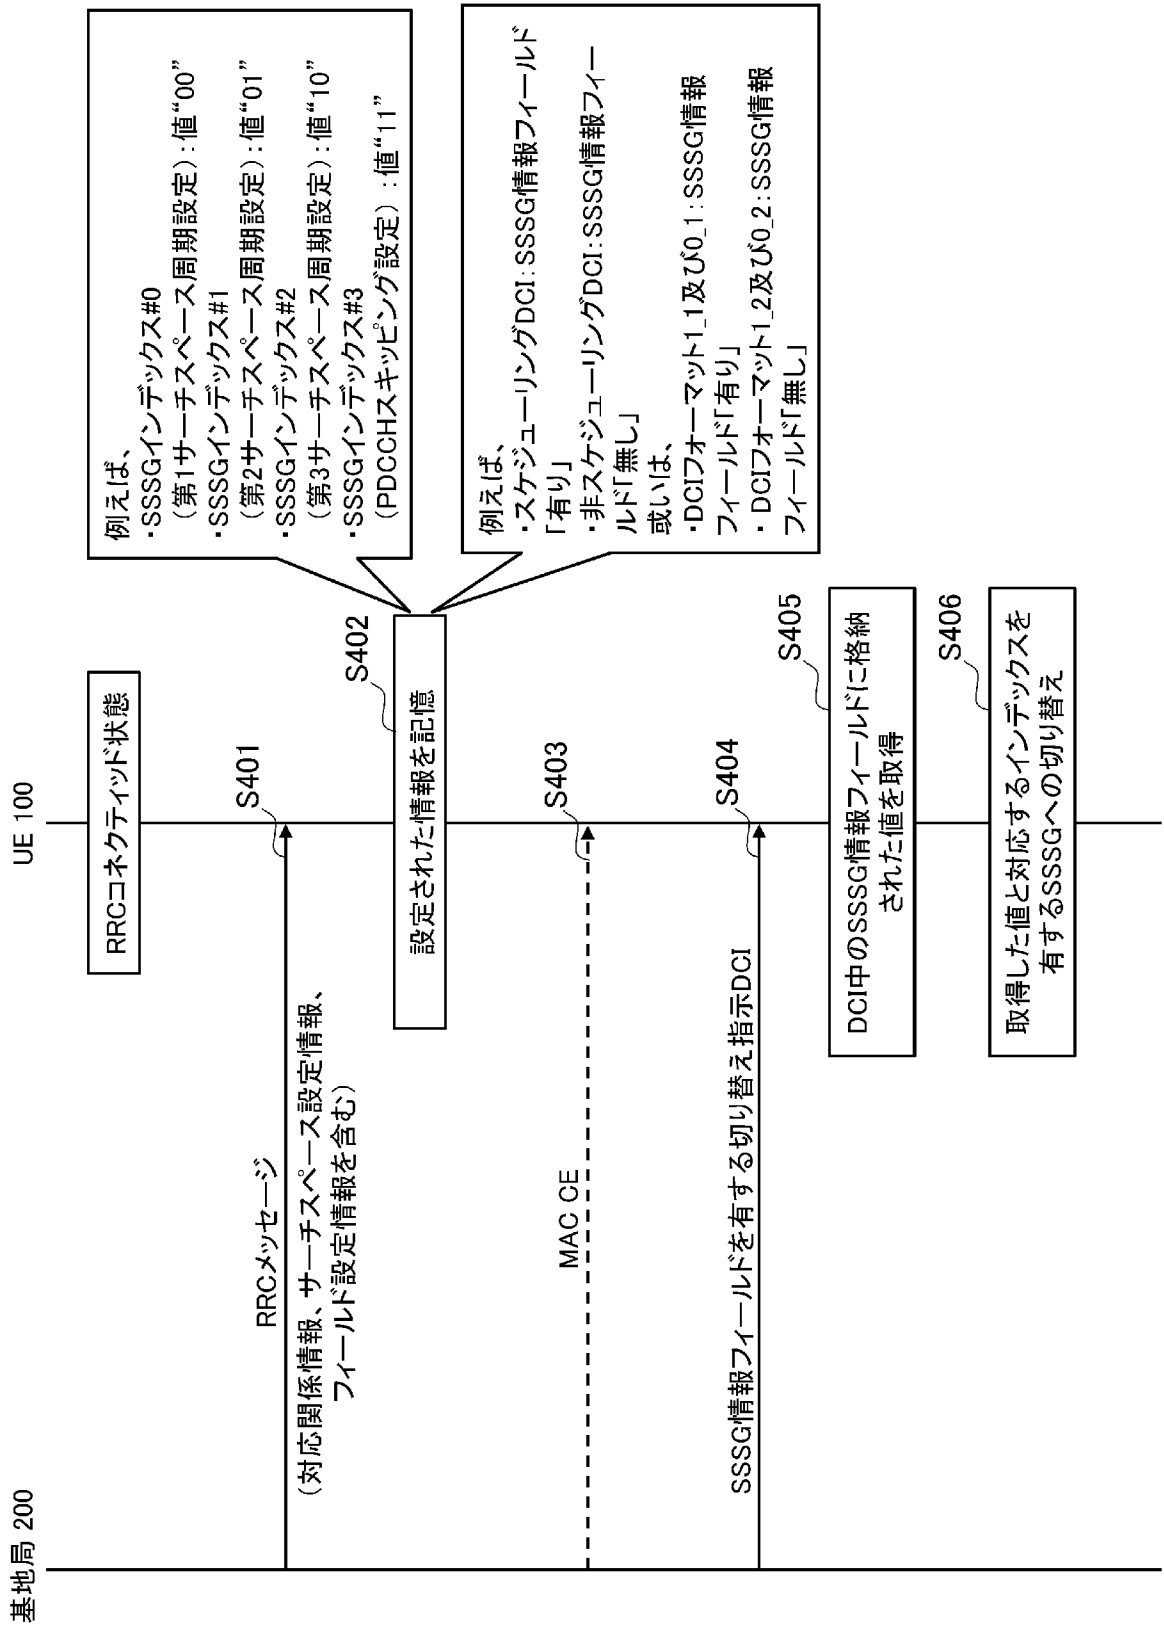 基地局 200
UE 100
RRCコネクティッド状態
S401
RRCメッセージ
(対応関係情報、サーチスペース設定情報、
フィールド設定情報を含む)
S402
設定された情報を記憶
例えば、
・SSSGインデックス#0
(第1サーチスペース周期設定):値“00”
・SSSGインデックス#1
(第2サーチスペース周期設定):値“01”
・SSSGインデックス#2
(第3サーチスペース周期設定):値“10”
・SSSGインデックス#3
(PDCCHスキッピング設定):値“11”
例えば、
・スケジューリングDCI:SSSG情報フィールド
「有り」
・非スケジューリングDCI:SSSG情報フィー
ルド「無し」
或いは、
・DCIフォーマット1_1及び0_1:SSSG情報
フィールド「有り」
・DCIフォーマット1_2及び0_2:SSSG情報
フィールド「無し」
S403
MAC CE
S404
SSSG情報フィールドを有する切り替え指示DCI
S405
DCI中のSSSG情報フィールドに格納
された値を取得
S406
取得した値と対応するインデックスを
有するSSSGへの切り替え